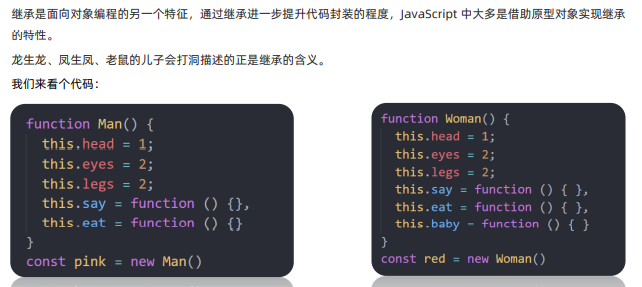 继承是面向对象编程的另一个特征，通过继承进一步提升代码封装的程度，JavaScript 中大多是借助原型对象实现继承
的特性。
龙生龙、凤生凤、老鼠的儿子会打洞描述的正是继承的含义。
我们来看个代码：
function Man() {
this.head = 1;
this.eyes = 2;
this.legs = 2;
this.say = function () {},
this.eat = function () {}
}
const pink = new Man()
function Woman() {
this.head = 1;
this.eyes = 2;
this.legs = 2;
this.say = function () { },
this.eat = function () { },
this.baby = function () { }
}
const red = new Woman()